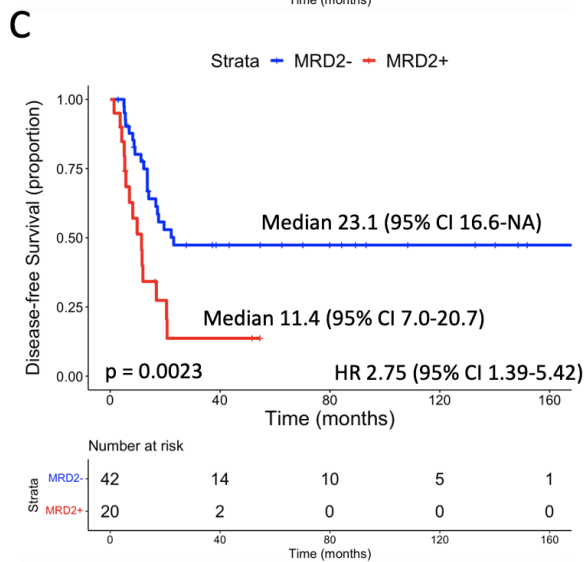 Time (months)
C
Strata MRD2- MRD2+
Disease-free Survival (proportion)
1.00
0.75
0.50
0.25
0.00
Median 23.1 (95% CI 16.6-NA)
Median 11.4 (95% CI 7.0-20.7)
p = 0.0023 HR 2.75 (95% CI 1.39-5.42)
0 40 80 120 160
Time (months)
Number at risk
Strata
MRD2- 42 14 10 5 1
MRD2+ 20 2 0 0 0
0 40 80 120 160
Time (months)